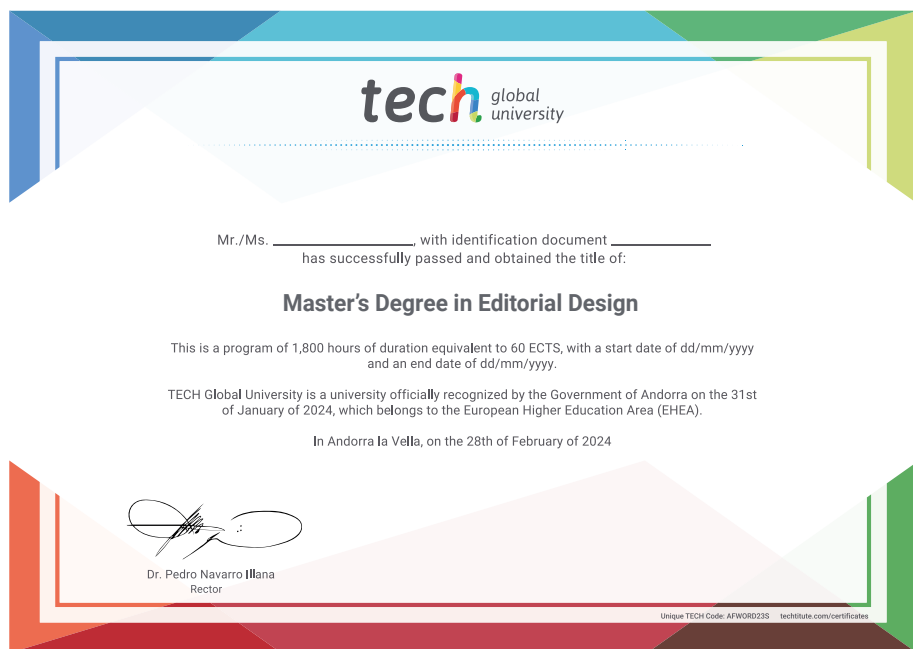 tech global
university
Mr./Ms. ____________________, with identification document ______________
has successfully passed and obtained the title of:
Master’s Degree in Editorial Design
This is a program of 1,800 hours of duration equivalent to 60 ECTS, with a start date of dd/mm/yyyy
and an end date of dd/mm/yyyy.
TECH Global University is a university officially recognized by the Government of Andorra on the 31st
of January of 2024, which belongs to the European Higher Education Area (EHEA).
In Andorra la Vella, on the 28th of February of 2024
Dr. Pedro Navarro Illana
Rector
Unique TECH Code: AFWORD23S techtitute.com/certificates